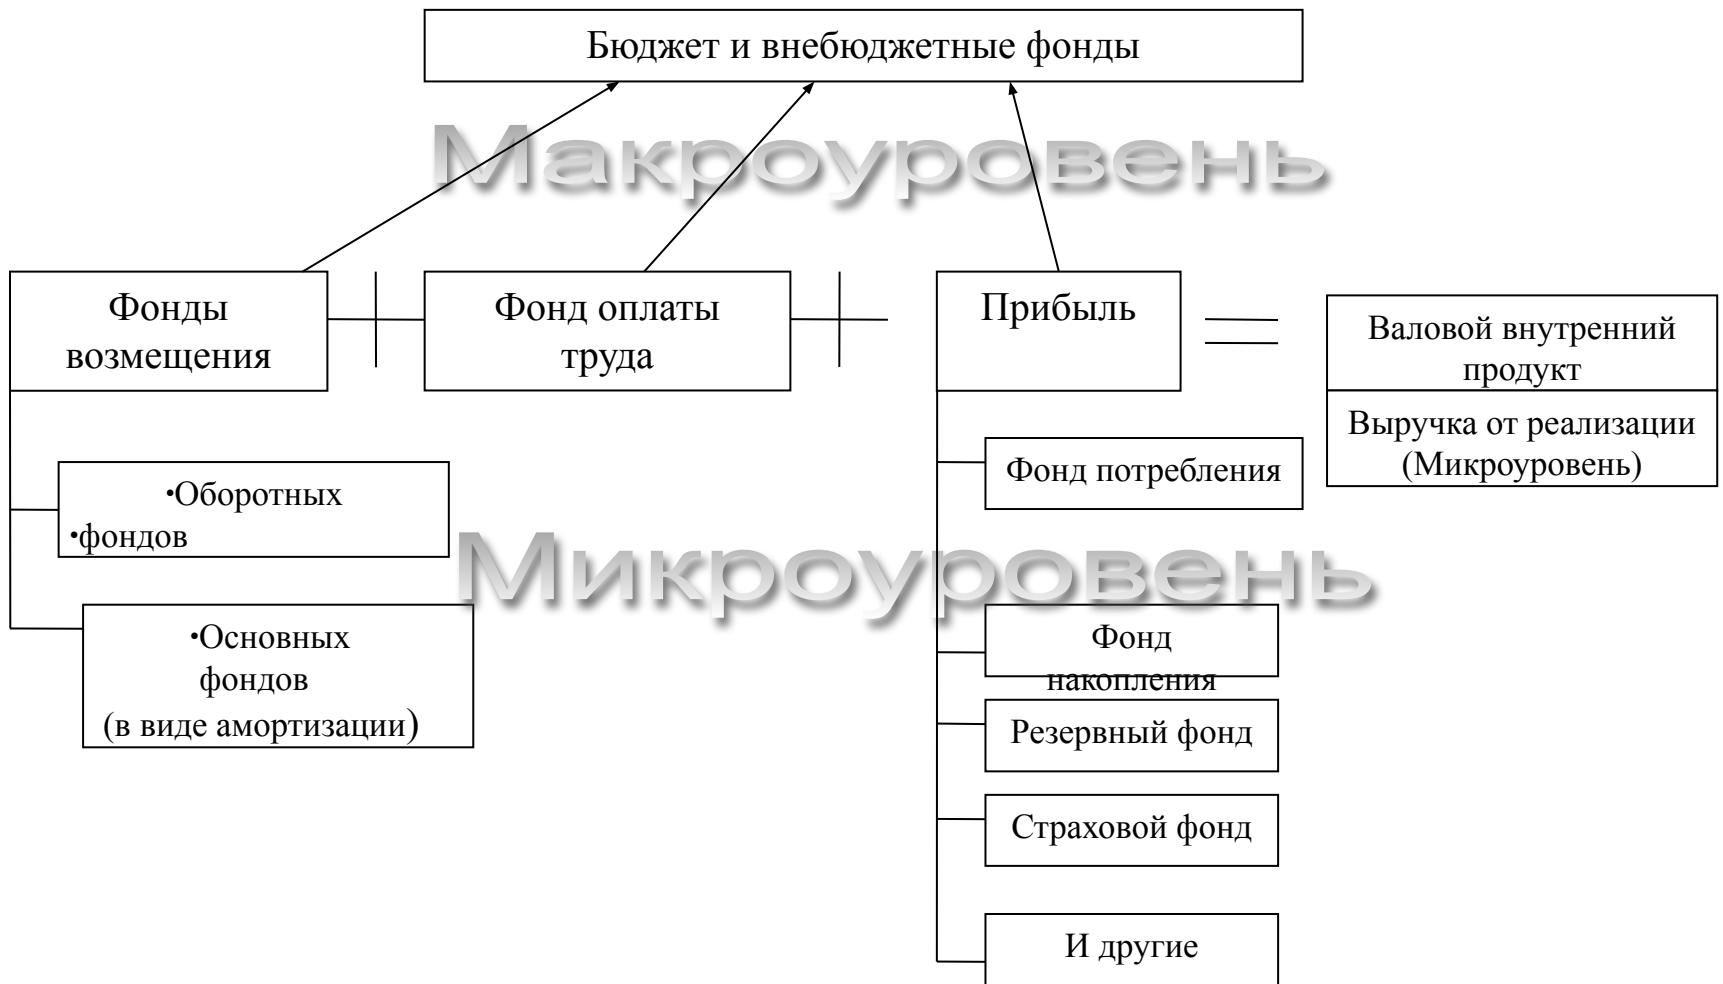 Бюджет и внебюджетные фонды
Макроуровень
Фонды
возмещения
Фонд оплаты
труда
Прибыль
Валовой внутренний
продукт
Выручка от реализации
(Микроуровень)
•Оборотных
•фондов
•Основных
фондов
(в виде амортизации)
Микроуровень
Фонд потребления
Фонд
накопления
Резервный фонд
Страховой фонд
И другие